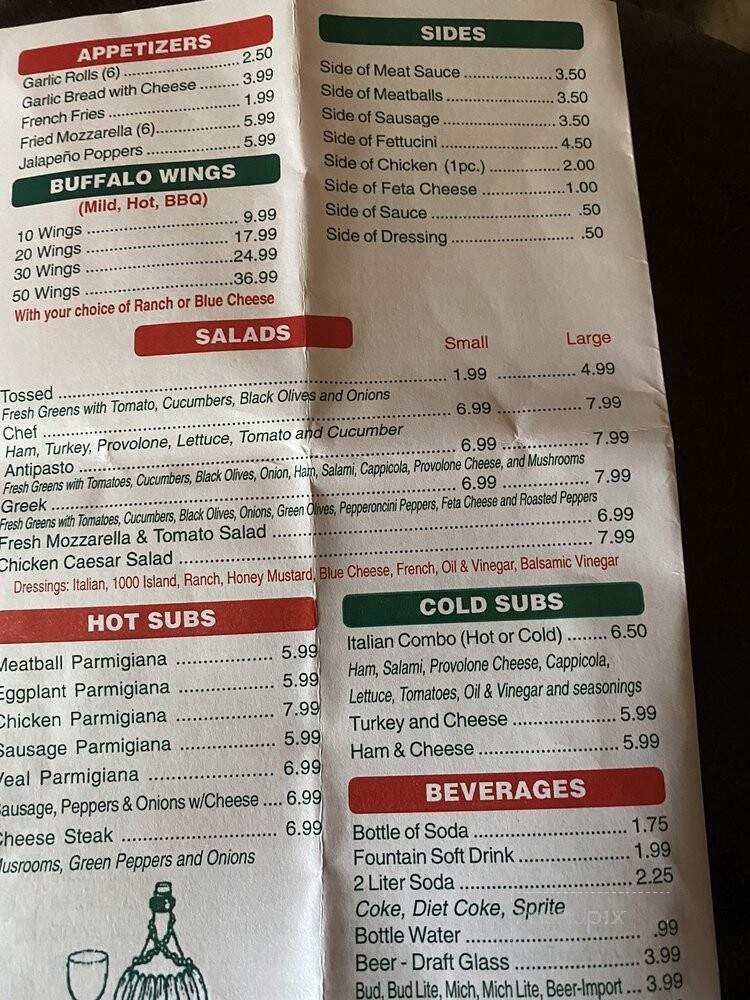 APPETIZERS
Garlic Rolls (6) 2.50
Garlic Bread with Cheese 3.99
French Fries 1.99
Fried Mozzarella (6) 5.99
Jalapeño Poppers 5.99
BUFFALO WINGS
(Mild, Hot, BBQ)
10 Wings 9.99
20 Wings 17.99
30 Wings 24.99
50 Wings 36.99
With your choice of Ranch or Blue Cheese
SIDES
Side of Meat Sauce 3.50
Side of Meatballs 3.50
Side of Sausage 3.50
Side of Fettucini 4.50
Side of Chicken (1pc.) 2.00
Side of Feta Cheese 1.00
Side of Sauce .50
Side of Dressing .50
SALADS Small Large
Tossed 1.99 4.99
Fresh Greens with Tomato, Cucumbers, Black Olives and Onions
Chef 6.99 7.99
Ham, Turkey, Provolone, Lettuce, Tomato and Cucumber
Antipasto 6.99 7.99
Fresh Greens with Tomatoes, Cucumbers, Black Olives, Onion, Ham, Salami, Cappicola, Provolone Cheese, and Mushrooms
Greek 6.99 7.99
Fresh Greens with Tomatoes, Cucumbers, Black Olives, Onions, Green Olives, Pepperoncini Peppers, Feta Cheese and Roasted Peppers
Fresh Mozzarella & Tomato Salad 6.99
Chicken Caesar Salad 7.99
Dressings: Italian, 1000 Island, Ranch, Honey Mustard, Blue Cheese, French, Oil & Vinegar, Balsamic Vinegar
HOT SUBS
Meatball Parmigiana 5.99
Eggplant Parmigiana 5.99
Chicken Parmigiana 7.99
Sausage Parmigiana 5.99
Veal Parmigiana 6.99
ausage, Peppers & Onions w/Cheese 6.99
Cheese Steak 6.99
usrooms, Green Peppers and Onions
COLD SUBS
Italian Combo (Hot or Cold) 6.50
Ham, Salami, Provolone Cheese, Cappicola,
Lettuce, Tomatoes, Oil & Vinegar and seasonings
Turkey and Cheese 5.99
Ham & Cheese 5.99
BEVERAGES
Bottle of Soda 1.75
Fountain Soft Drink 1.99
2 Liter Soda 2.25
Coke, Diet Coke, Sprite
Bottle Water .99
Beer - Draft Glass 3.99
Bud, Bud Lite, Mich, Mich Lite, Beer-Import 3.99